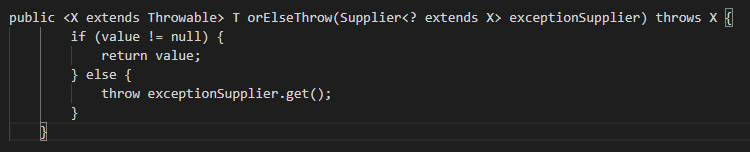 public <X extends Throwable> T orElseThrow(Supplier<? extends X> exceptionSupplier) throws X {
if (value != null) {
return value;
} else {
throw exceptionSupplier.get();
}
}